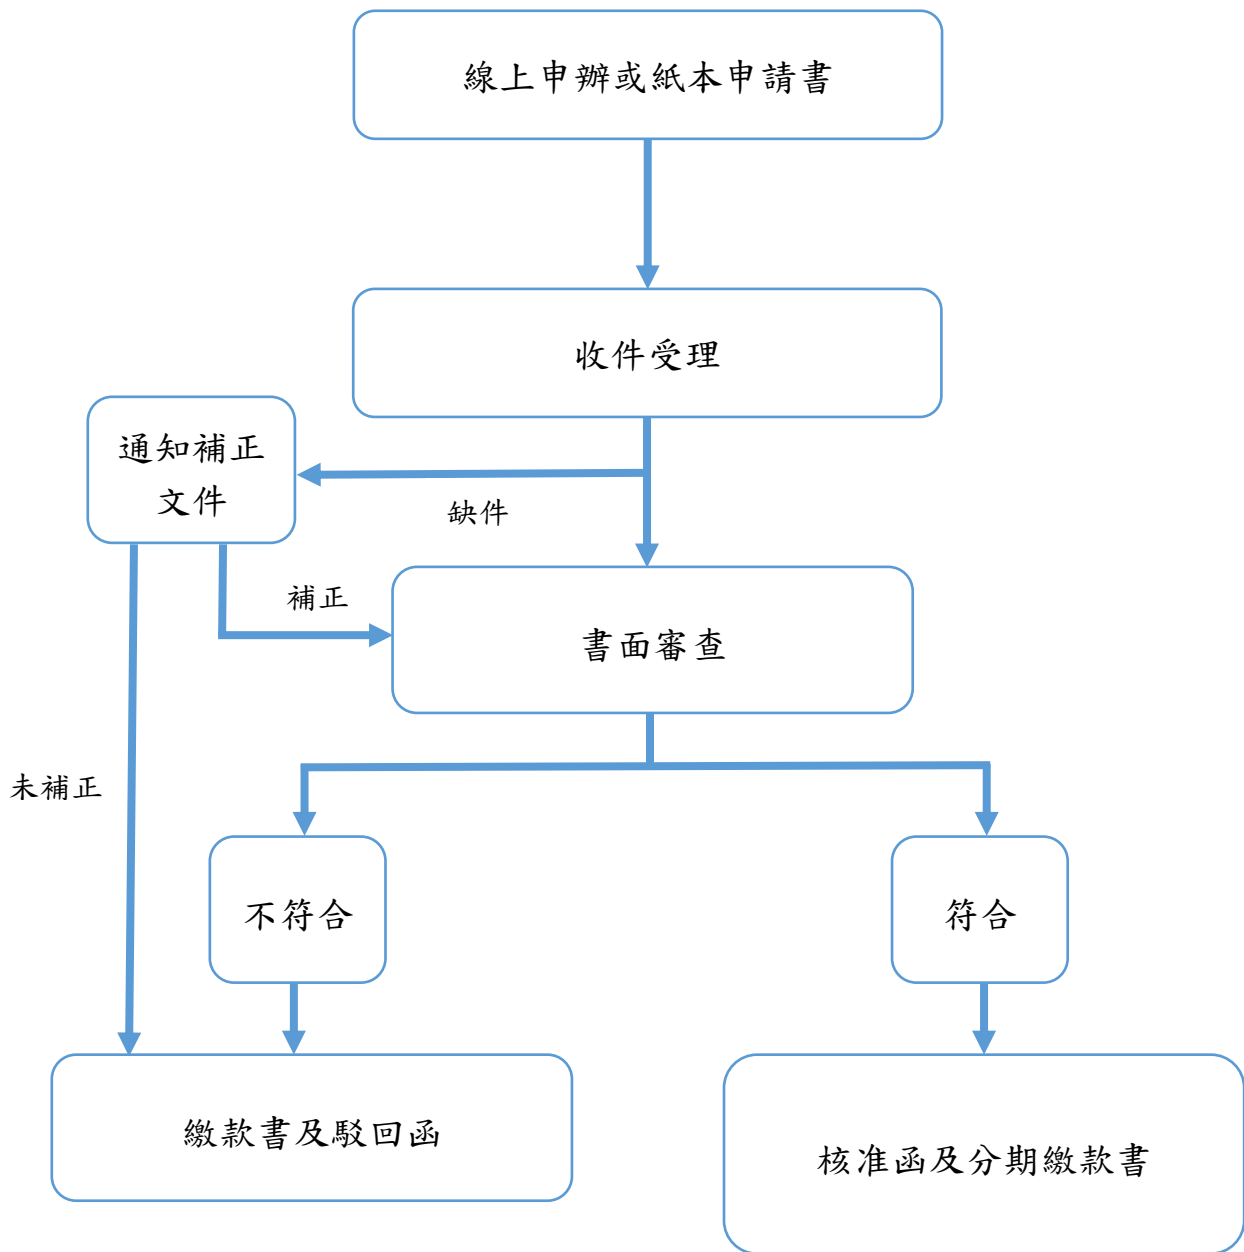 線上申辦或紙本申請書
收件受理
通知補正
文件
缺件
補正
書面審查
未補正
不符合
符合
繳款書及駁回函
核准函及分期繳款書